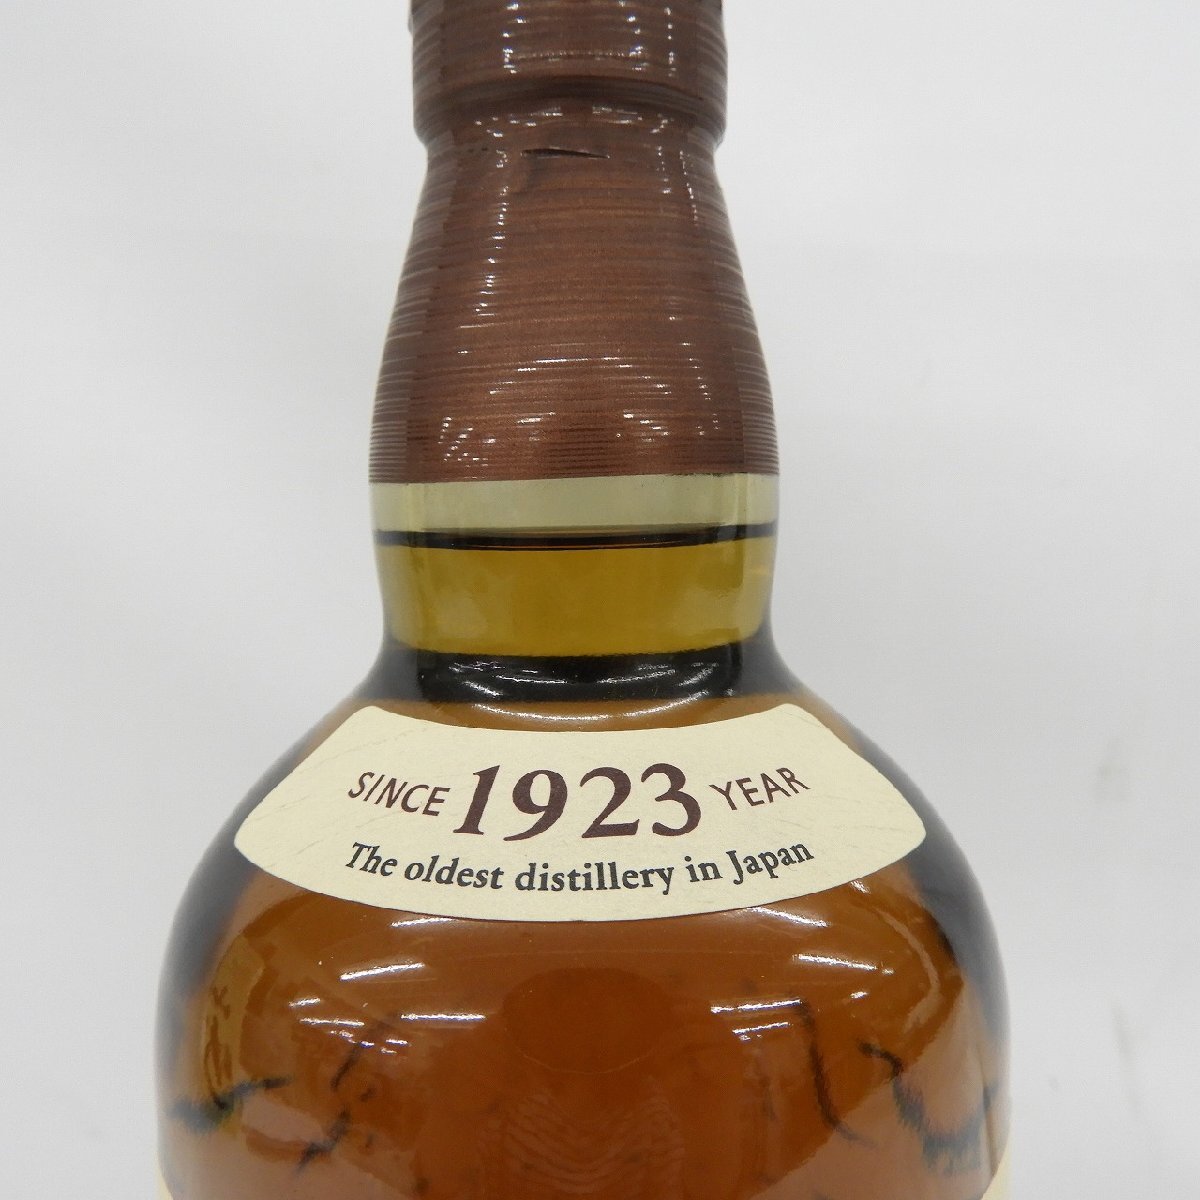 SINCE 1923 YEAR
The oldest distillery in Japan